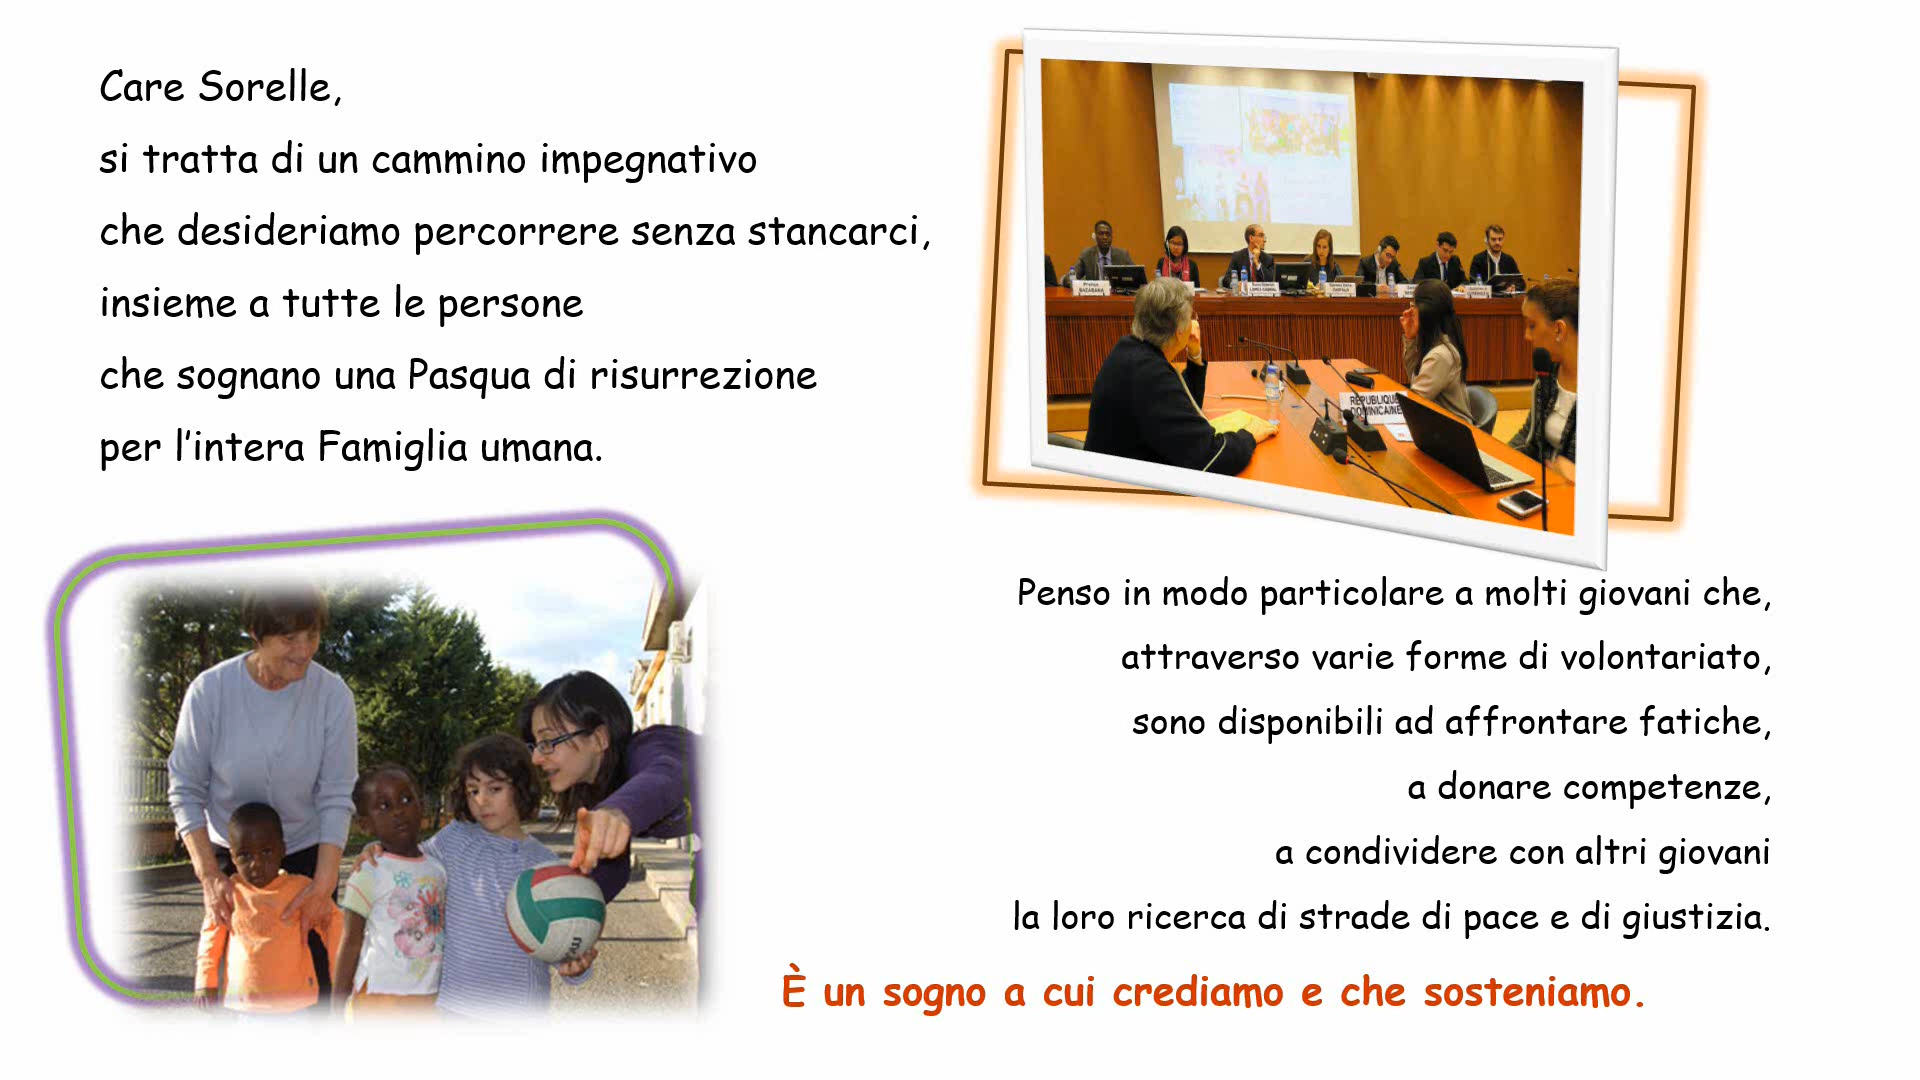 Care Sorelle,
si tratta di un cammino impegnativo
che desideriamo percorrere senza stancarci,
insieme a tutte le persone
che sognano una Pasqua di risurrezione
per l’intera Famiglia umana.
RÉPUBLIQUE
DOMINICAINE
Penso in modo particolare a molti giovani che,
attraverso varie forme di volontariato,
sono disponibili ad affrontare fatiche,
a donare competenze,
a condividere con altri giovani
la loro ricerca di strade di pace e di giustizia.
È un sogno a cui crediamo e che sosteniamo.